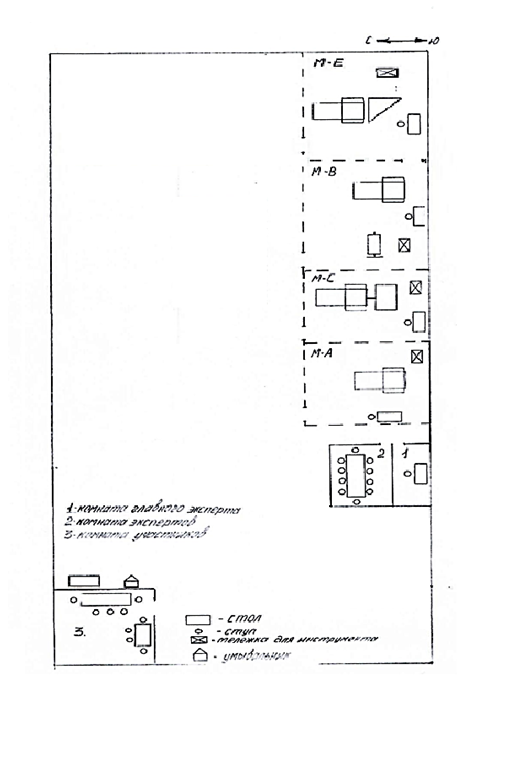 С Ю
М-Е
М-В
М-С
М-А
2 1
1-комната главного эксперта
2-комната экспертов
3-комната участников
3.
- стол
- стул
- тележка для инструмента
- умывальник